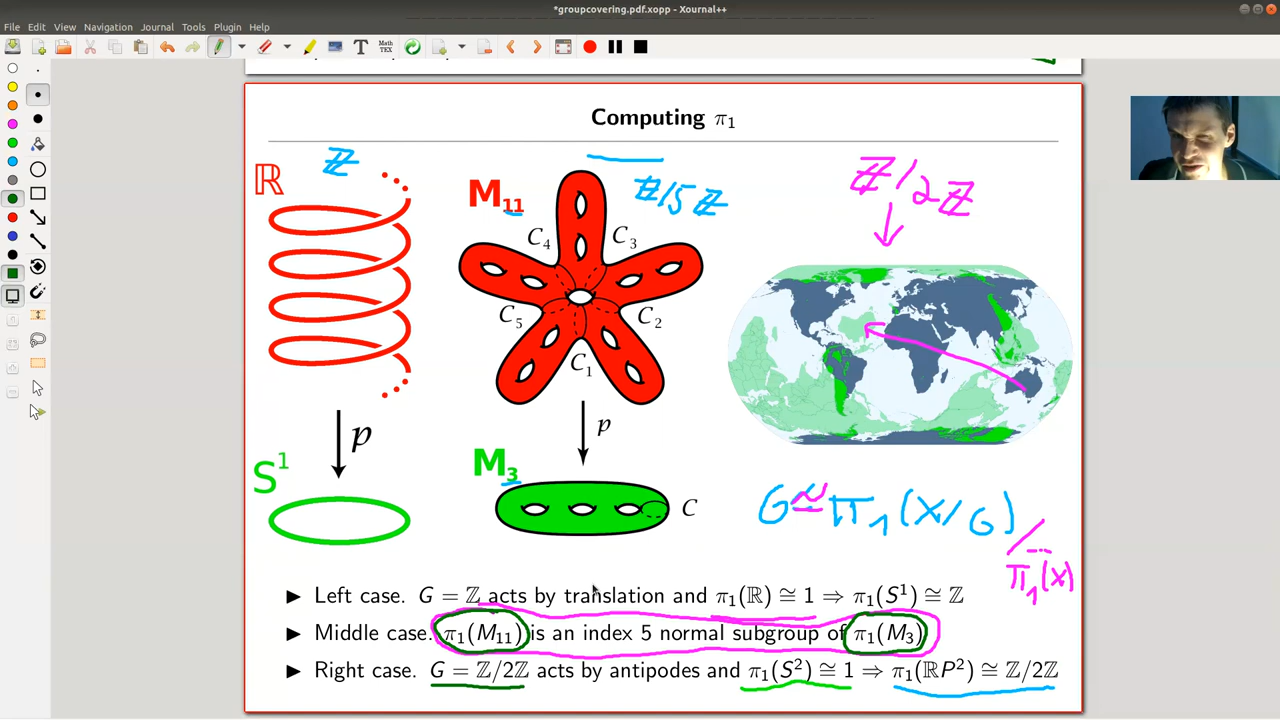 *groupcovering.pdf.xopp - Xournal++
File Edit View Navigation Journal Tools Plugin Help
Math TEX
Computing π₁
ℝ
ℤ
M₁₁
ℤ/5ℤ
ℤ/2ℤ
C₄ C₃
C₅ C₂
C₁
p
p
S¹
M₃
C
G ≅ π₁(X/G)
/...
π₁(X)
▶ Left case. G = ℤ acts by translation and π₁(ℝ) ≅ 1 ⇒ π₁(S¹) ≅ ℤ
▶ Middle case. π₁(M₁₁) is an index 5 normal subgroup of π₁(M₃)
▶ Right case. G = ℤ/2ℤ acts by antipodes and π₁(S²) ≅ 1 ⇒ π₁(ℝP²) ≅ ℤ/2ℤ